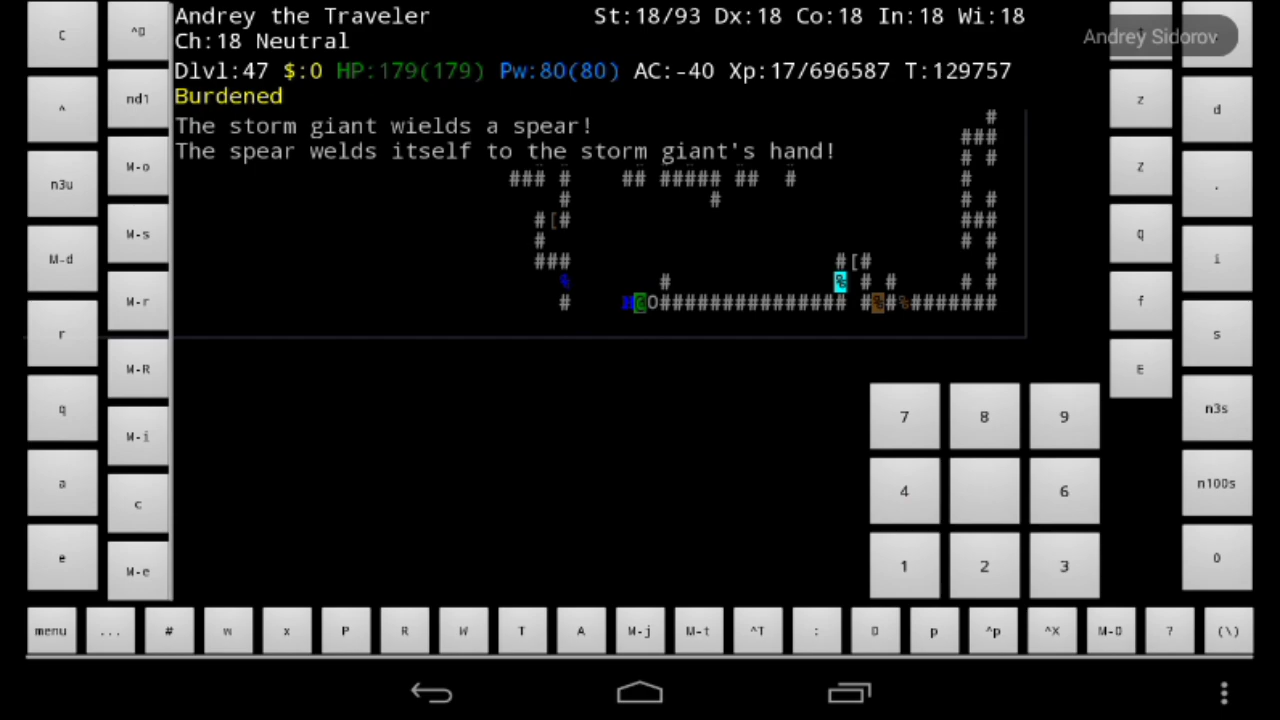 Andrey the Traveler St:18/93 Dx:18 Co:18 In:18 Wi:18
Ch:18 Neutral
Dlvl:47 $:0 HP:179(179) Pw:80(80) AC:-40 Xp:17/696587 T:129757
Burdened
The storm giant wields a spear!
The spear welds itself to the storm giant's hand!
Andrey Sidorov
#
###
# #
### # ## ##### ## # #
# # # #
#[# ###
# # #
### #[# #
% # % # # # #
# @O############### #%#%####### 
C ^D
^ nd1 z d
n3u M-o Z .
M-d M-s q i
r M-r f s
q M-R E n3s
a M-i n100s
e c 0
M-e
7 8 9
4 6
1 2 3
menu ... # w x P R W T A M-j M-t ^T : D p ^p ^X M-O ? (\)